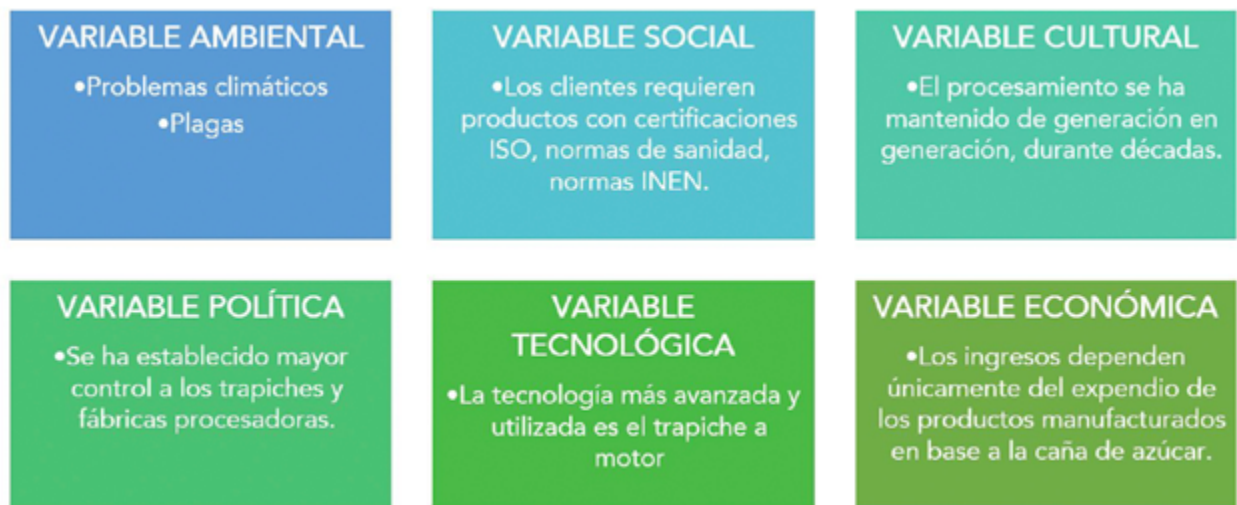 VARIABLE AMBIENTAL
•Problemas climáticos
•Plagas
VARIABLE SOCIAL
•Los clientes requieren
productos con certificaciones
ISO, normas de sanidad,
normas INEN.
VARIABLE CULTURAL
•El procesamiento se ha
mantenido de generación en
generación, durante décadas.
VARIABLE POLÍTICA
•Se ha establecido mayor
control a los trapiches y
fábricas procesadoras.
VARIABLE
TECNOLÓGICA
•La tecnología más avanzada y
utilizada es el trapiche a
motor
VARIABLE ECONÓMICA
•Los ingresos dependen
únicamente del expendio de
los productos manufacturados
en base a la caña de azúcar.